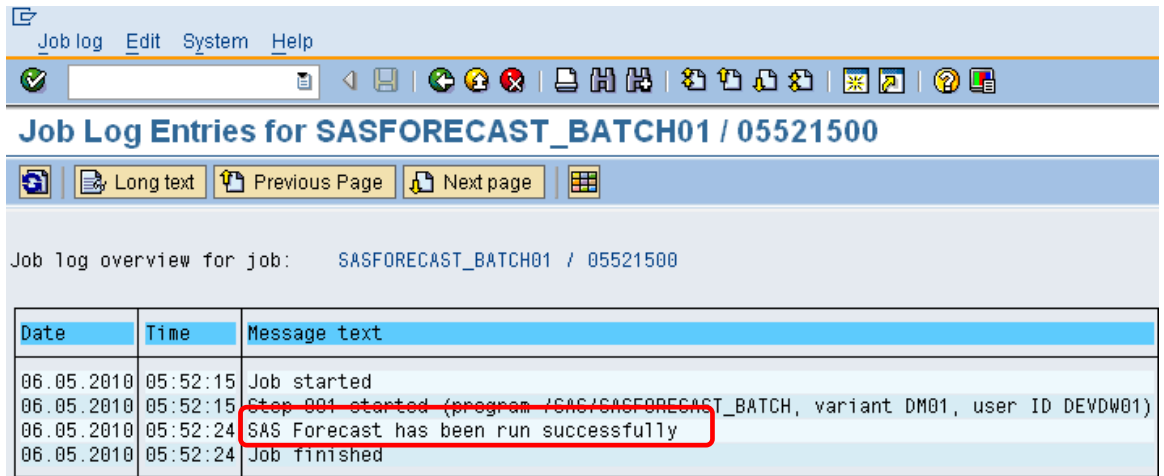 Job log Edit System Help
Job Log Entries for SASFORECAST_BATCH01 / 05521500
Long text Previous Page Next page
Job log overview for job: SASFORECAST_BATCH01 / 05521500
Date Time Message text
06.05.2010 05:52:15 Job started
06.05.2010 05:52:15 Step 001 started (program /SAS/SASFORECAST_BATCH, variant DM01, user ID DEVDW01)
06.05.2010 05:52:24 SAS Forecast has been run successfully
06.05.2010 05:52:24 Job finished